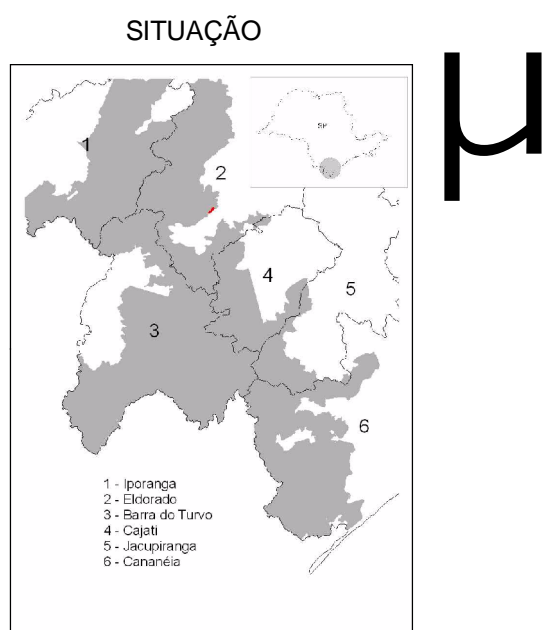 SITUAÇÃO
µ
SP
1
2
3
4
5
6
1 - Iporanga
2 - Eldorado
3 - Barra do Turvo
4 - Cajati
5 - Jacupiranga
6 - Cananéia